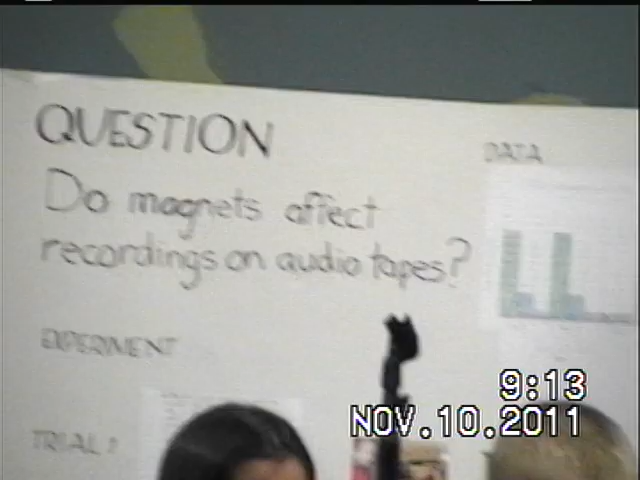 QUESTION
Do magnets affect
recordings on audio tapes?
DATA
EXPERIMENT
TRIAL 1
9:13
NOV.10.2011